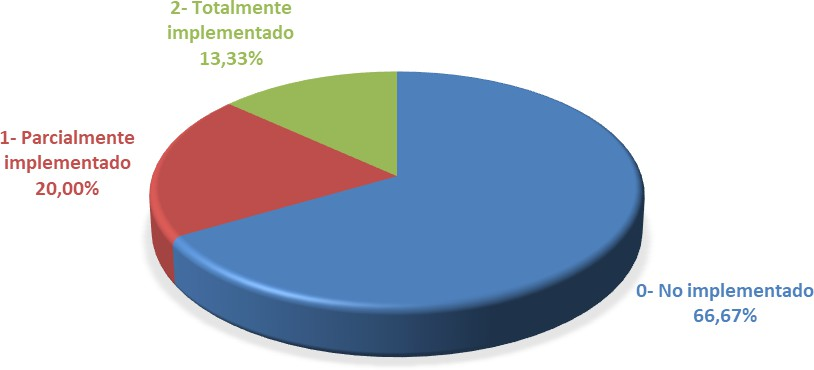 2- Totalmente
implementado
13,33%
1- Parcialmente
implementado
20,00%
0- No implementado
66,67%